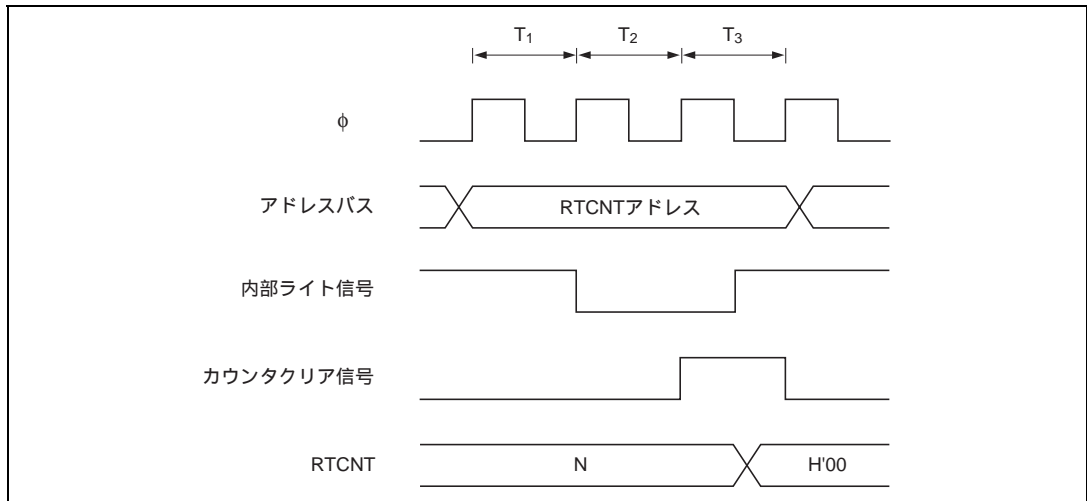 T1 T2 T3
φ
アドレスバス RTCNTアドレス
内部ライト信号
カウンタクリア信号
RTCNT N H'00